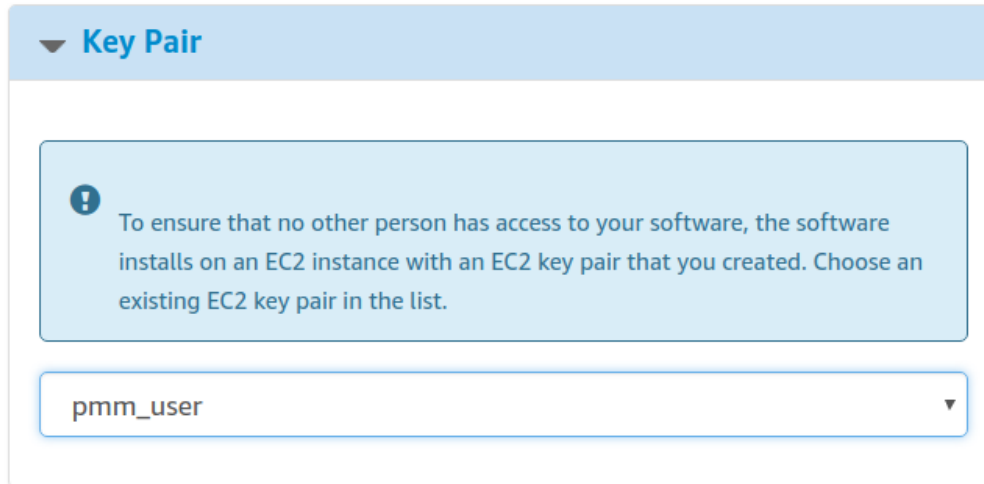 Key Pair
To ensure that no other person has access to your software, the software
installs on an EC2 instance with an EC2 key pair that you created. Choose an
existing EC2 key pair in the list.
pmm_user